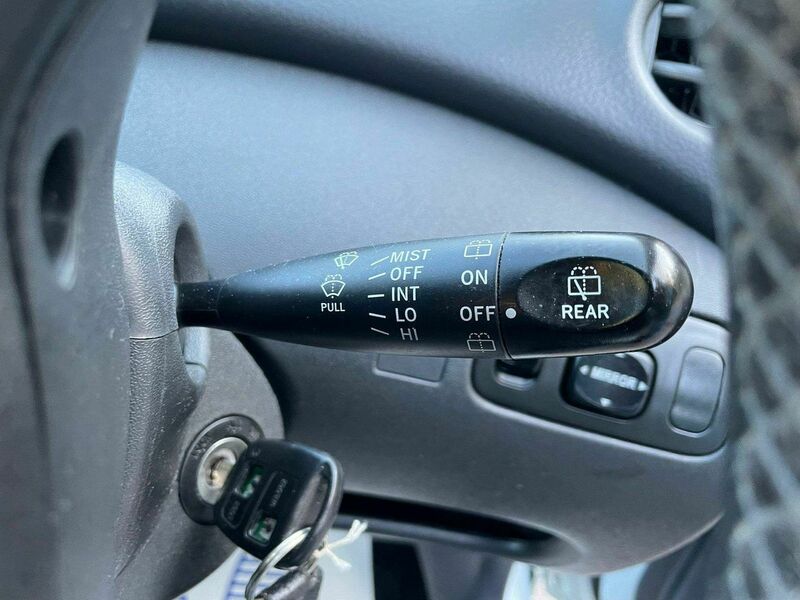 MIST
OFF
INT
LO
HI
PULL
ON
OFF
REAR
MIRROR